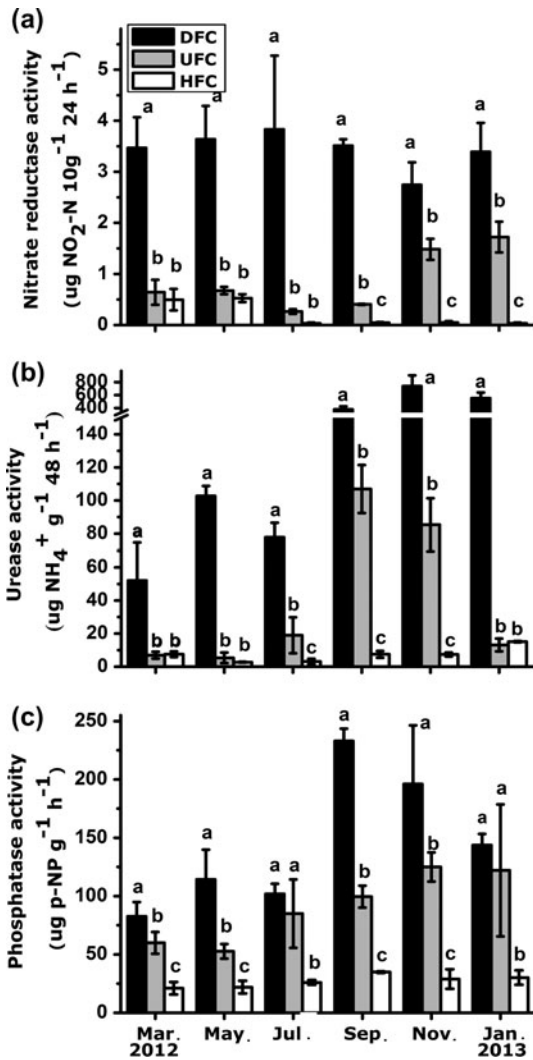 (a)
DFC
UFC
HFC
Nitrate reductase activity
(ug NO₂-N 10g⁻¹ 24 h⁻¹)
5
4
3
2
1
0
a a a a a a
b b b b b b
b b b c c c
(b)
Urease activity
(ug NH₄⁺ g⁻¹ 48 h⁻¹)
800
600
400
140
120
100
80
60
40
20
0
a a a a a a
b b b b b b
b b c c c b
(c)
Phosphatase activity
(ug p-NP g⁻¹ h⁻¹)
250
200
150
100
50
0
a a a a a a
b b a b b a
c c b c c b
Mar. May. Jul. Sep. Nov. Jan.
2012 2013